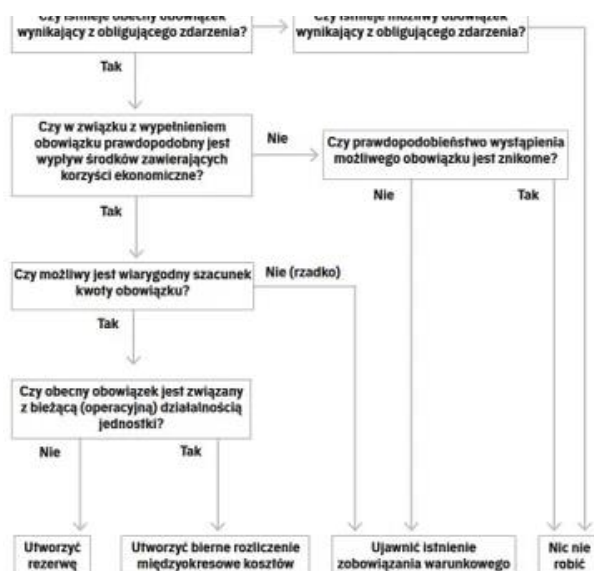 Czy istnieje obecny obowiązek
wynikający z obligującego zdarzenia?
Czy istnieje możliwy obowiązek
wynikający z obligującego zdarzenia?
Tak
Czy w związku z wypełnieniem
obowiązku prawdopodobny jest
wypływ środków zawierających
korzyści ekonomiczne?
Nie
Czy prawdopodobieństwo wystąpienia
możliwego obowiązku jest znikome?
Tak
Nie
Tak
Czy możliwy jest wiarygodny szacunek
kwoty obowiązku?
Nie (rzadko)
Tak
Czy obecny obowiązek jest związany
z bieżącą (operacyjną) działalnością
jednostki?
Nie
Tak
Utworzyć
rezerwę
Utworzyć bierne rozliczenie
międzyokresowe kosztów
Ujawnić istnienie
zobowiązania warunkowego
Nic nie
robić